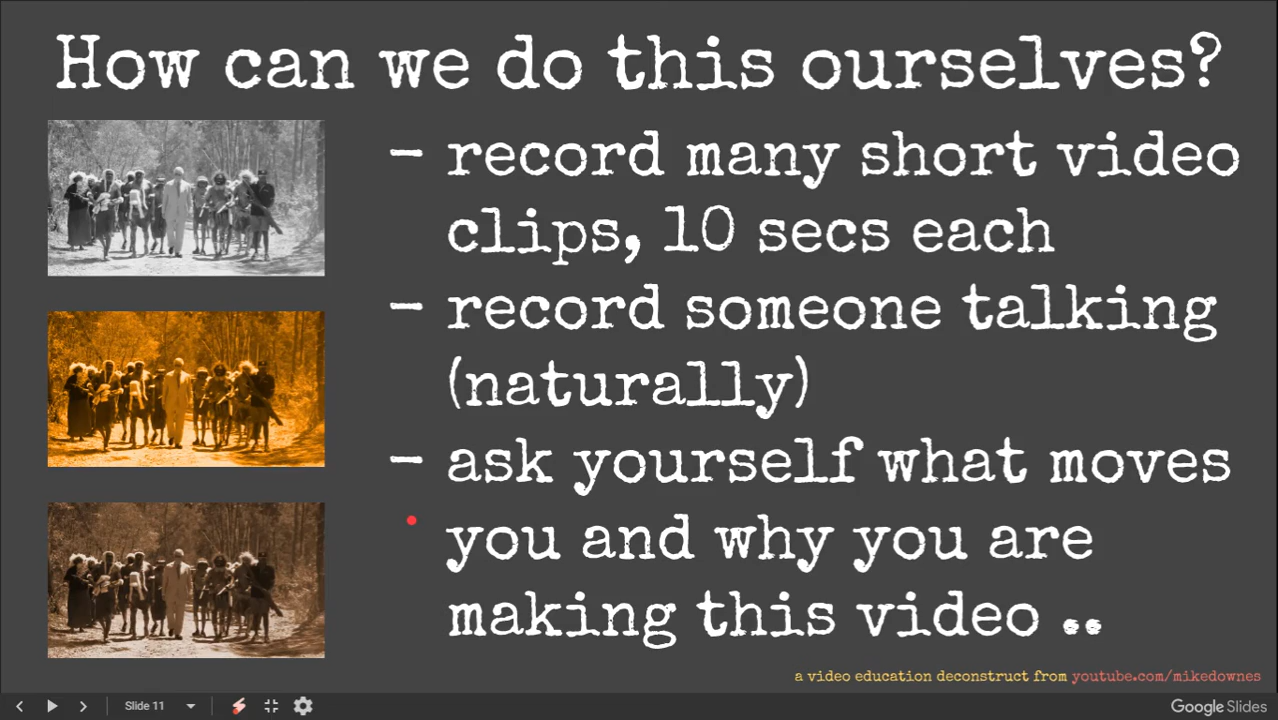 How can we do this ourselves?
- record many short video
clips, 10 secs each
- record someone talking
(naturally)
- ask yourself what moves
you and why you are
making this video ..
a video education deconstruct from youtube.com/mikedownes
Slide 11
Google Slides